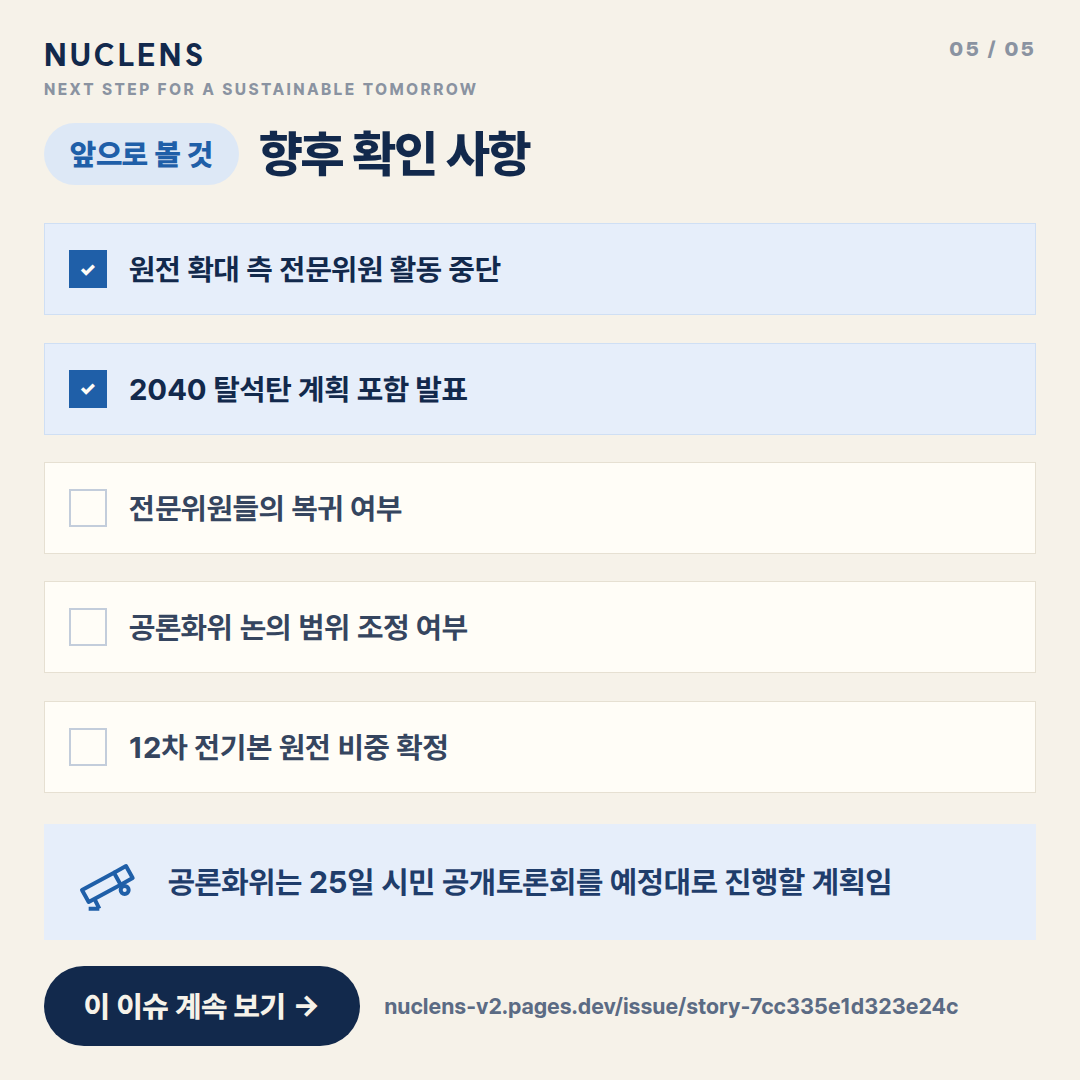 NUCLENS
05 / 05
NEXT STEP FOR A SUSTAINABLE TOMORROW
앞으로 볼 것
향후 확인 사항
원전 확대 측 전문위원 활동 중단
2040 탈석탄 계획 포함 발표
전문위원들의 복귀 여부
공론화위 논의 범위 조정 여부
12차 전기본 원전 비중 확정
공론화위는 25일 시민 공개토론회를 예정대로 진행할 계획임
이 이슈 계속 보기 →
nuclens-v2.pages.dev/issue/story-7cc335e1d323e24c